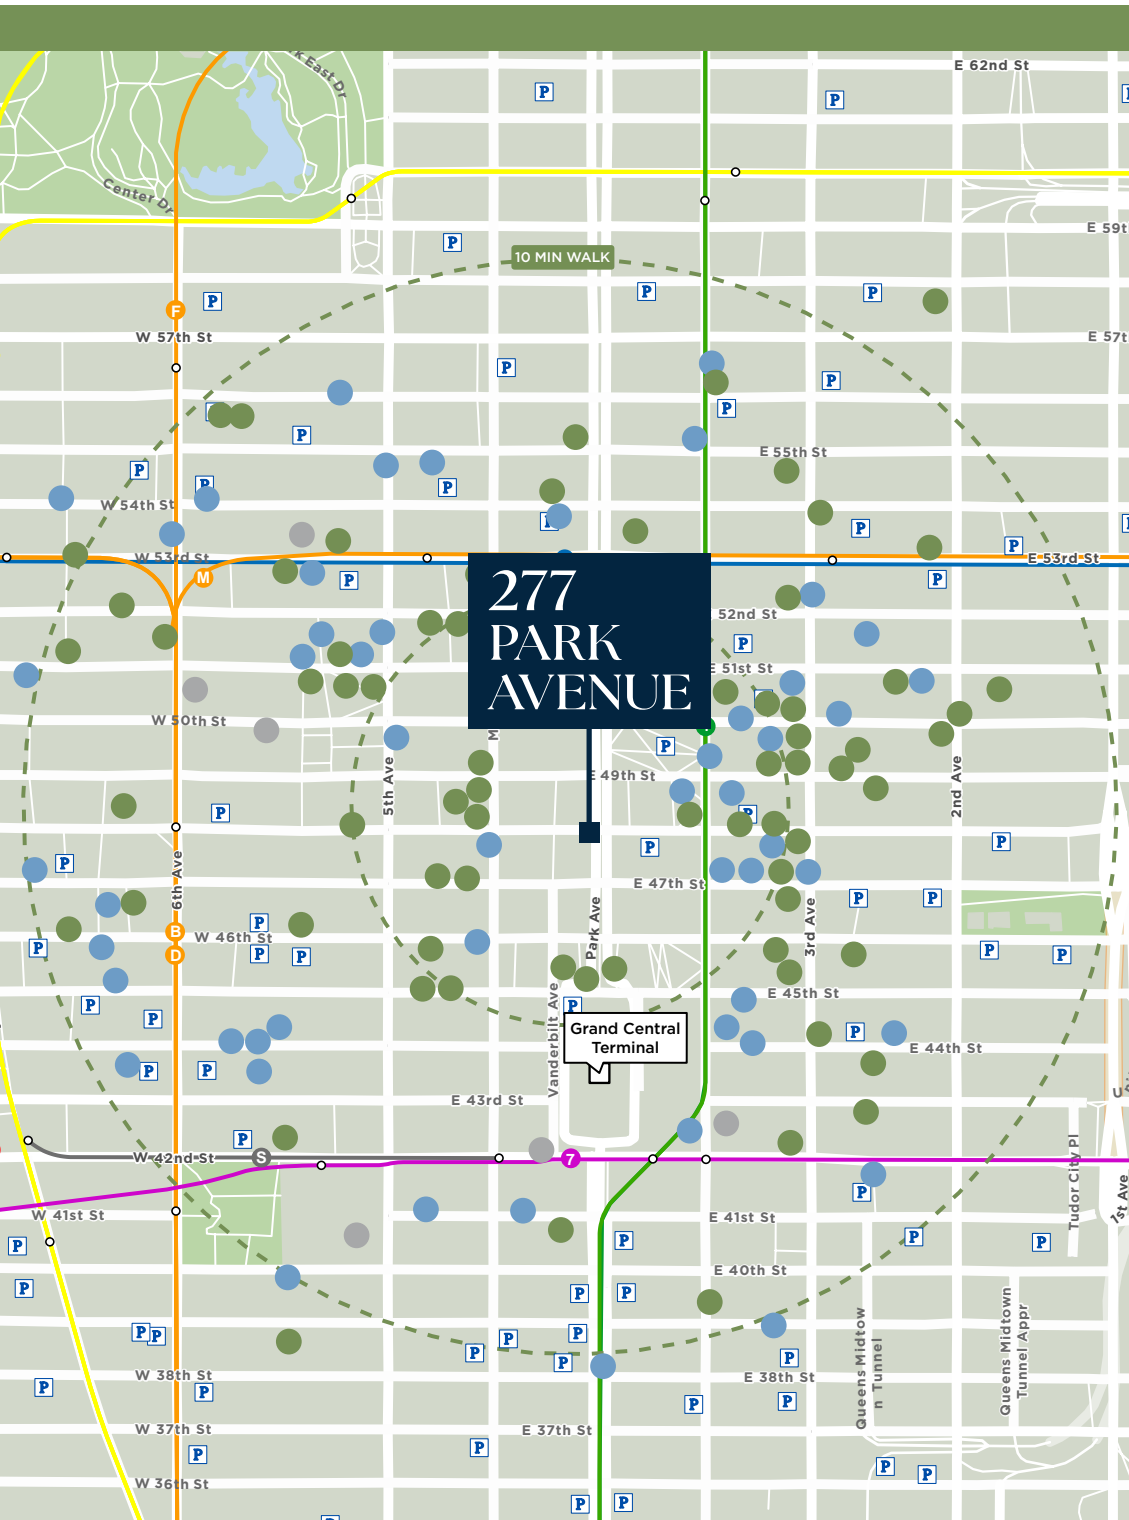 E 62nd St
k East Dr
P
P
Center Dr
E 59t
P
10 MIN WALK
P
P
P
F
W 57th St
E 57t
P
P
P
P
E 55th St
P
P
P
P
W 54th St
P
P
W 53rd St
E 53rd St
M
P
P
277
PARK
AVENUE
52nd St
P
E 51st St
W 50th St
M
P
E 49th St
5th Ave
2nd Ave
P
P
P
P
P
6th Ave
E 47th St
P
P
Park Ave
3rd Ave
P
B
W 46th St
P
D
P
P
P
P
E 45th St
Vanderbilt Ave
P
P
P
P
Grand Central
Terminal
E 44th St
P
P
E 43rd St
U
P
W 42nd St
S
7
Tudor City Pl
1st Ave
P
W 41st St
E 41st St
P
P
P
P
E 40th St
P
P
P
P
P
P
P
P
P
P
Queens Midtow
n Tunnel
Queens Midtown
Tunnel Appr
W 38th St
E 38th St
P
P
P
P
W 37th St
E 37th St
P
P
P
P
W 36th St
P
P